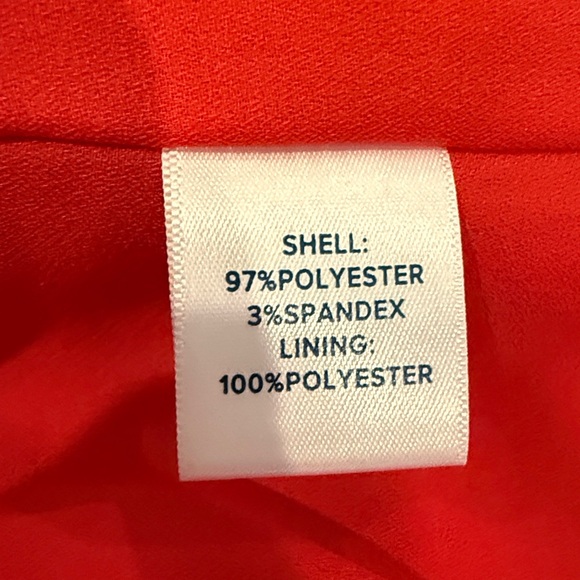 SHELL:
97%POLYESTER
3%SPANDEX
LINING:
100%POLYESTER